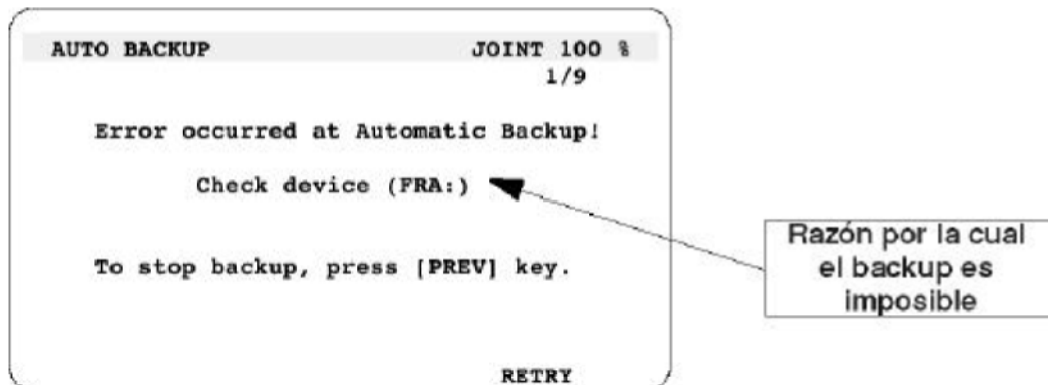 AUTO BACKUP JOINT 100 %
1/9
Error occurred at Automatic Backup!
Check device (FRA:)
To stop backup, press [PREV] key.
RETRY
Razón por la cual
el backup es
imposible